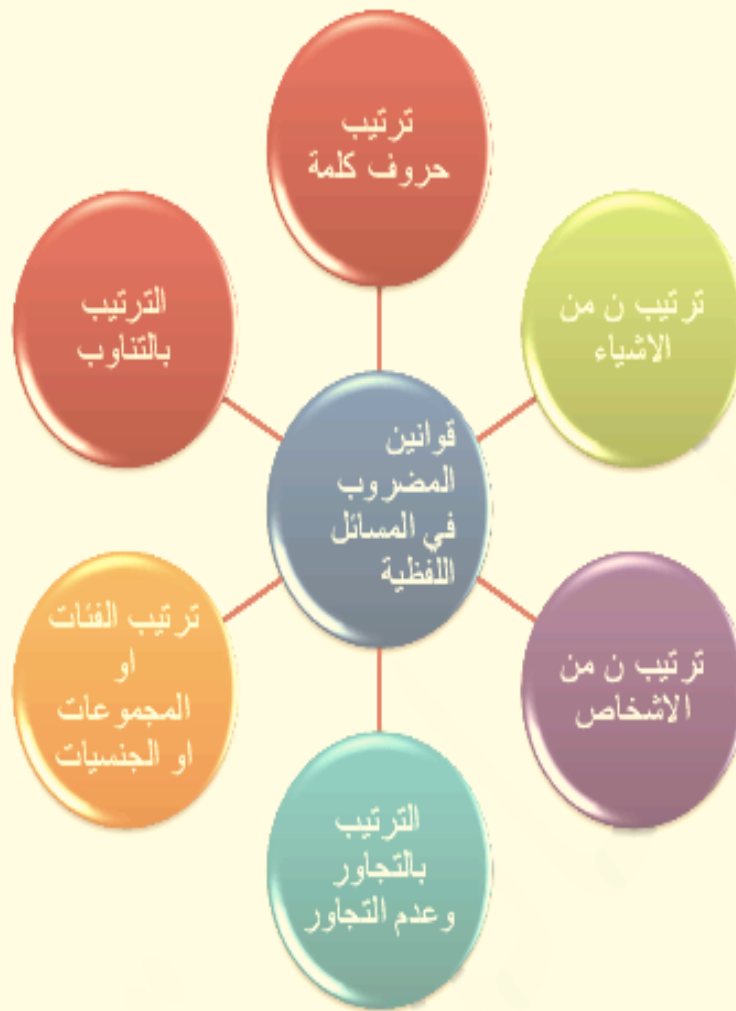 ترتيب
حروف كلمة
ترتيب ن من
الاشياء
ترتيب ن من
الاشخاص
الترتيب
بالتجاور
وعدم التجاور
ترتيب الفئات
او
المجموعات
او الجنسيات
الترتيب
بالتناوب
قوانين
المضروب
في المسائل
اللفظية